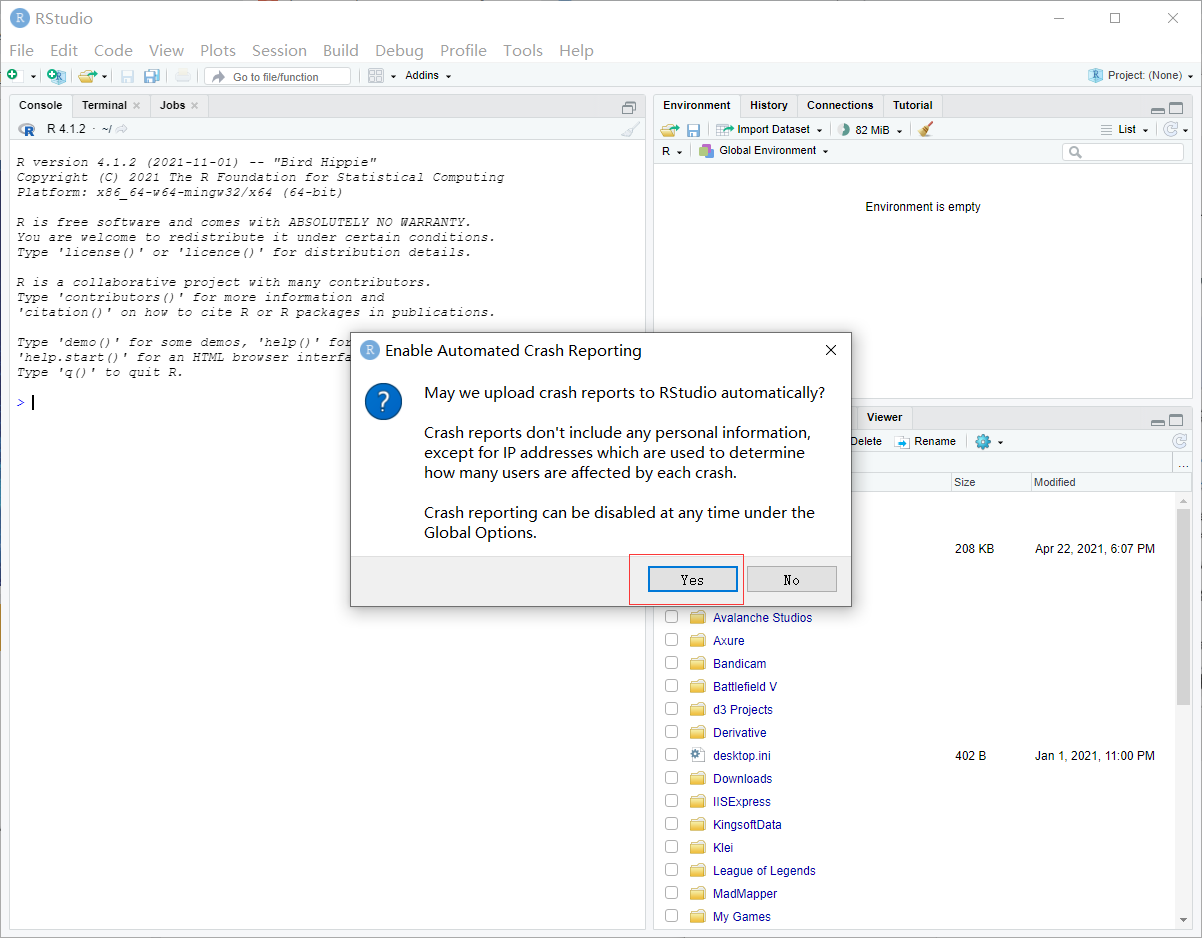 RStudio
File Edit Code View Plots Session Build Debug Profile Tools Help
Go to file/function
Addins
Project: (None)
Console Terminal Jobs
R 4.1.2 · ~/
R version 4.1.2 (2021-11-01) -- "Bird Hippie"
Copyright (C) 2021 The R Foundation for Statistical Computing
Platform: x86_64-w64-mingw32/x64 (64-bit)
R is free software and comes with ABSOLUTELY NO WARRANTY.
You are welcome to redistribute it under certain conditions.
Type 'license()' or 'licence()' for distribution details.
R is a collaborative project with many contributors.
Type 'contributors()' for more information and
'citation()' on how to cite R or R packages in publications.
Type 'demo()' for some demos, 'help()' for
'help.start()' for an HTML browser interfa
Type 'q()' to quit R.
>
Environment History Connections Tutorial
Import Dataset 82 MiB List
R Global Environment
Environment is empty
Enable Automated Crash Reporting
?
May we upload crash reports to RStudio automatically?
Crash reports don't include any personal information,
except for IP addresses which are used to determine
how many users are affected by each crash.
Crash reporting can be disabled at any time under the
Global Options.
Yes No
Viewer
Delete Rename
...
Size Modified
208 KB Apr 22, 2021, 6:07 PM
Avalanche Studios
Axure
Bandicam
Battlefield V
d3 Projects
Derivative
desktop.ini 402 B Jan 1, 2021, 11:00 PM
Downloads
IISExpress
KingsoftData
Klei
League of Legends
MadMapper
My Games